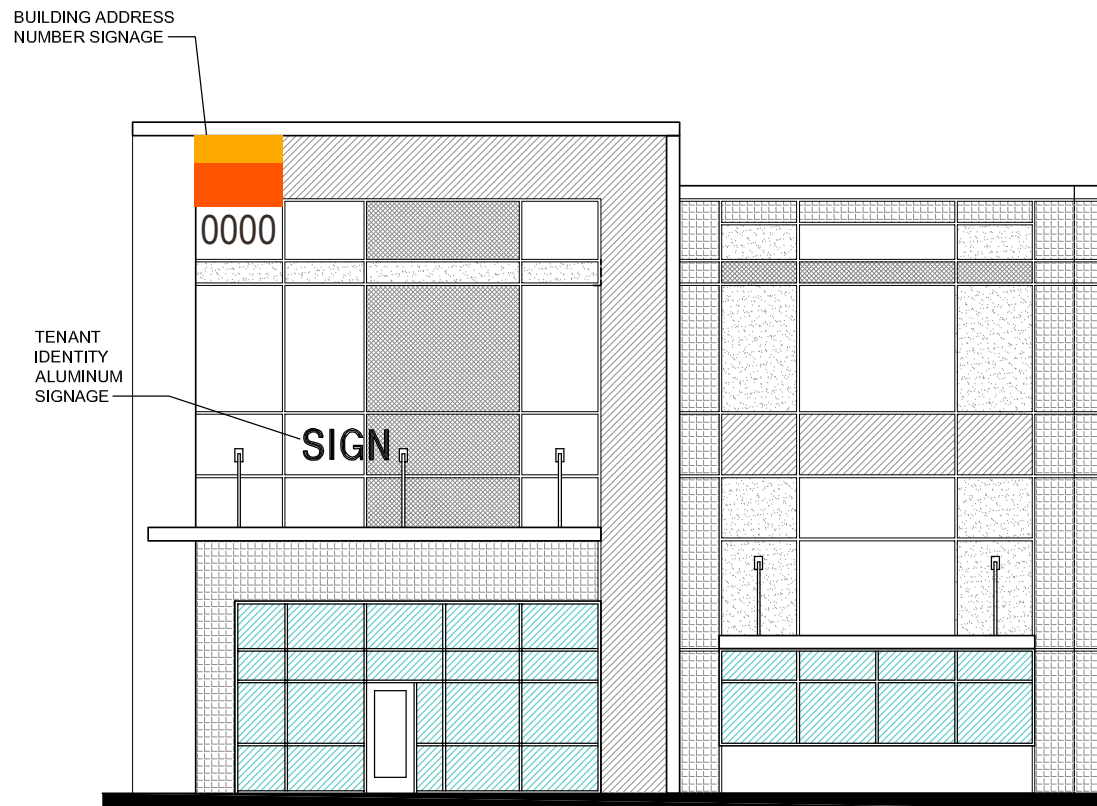 BUILDING ADDRESS
NUMBER SIGNAGE
0000
TENANT
IDENTITY
ALUMINUM
SIGNAGE
SIGN